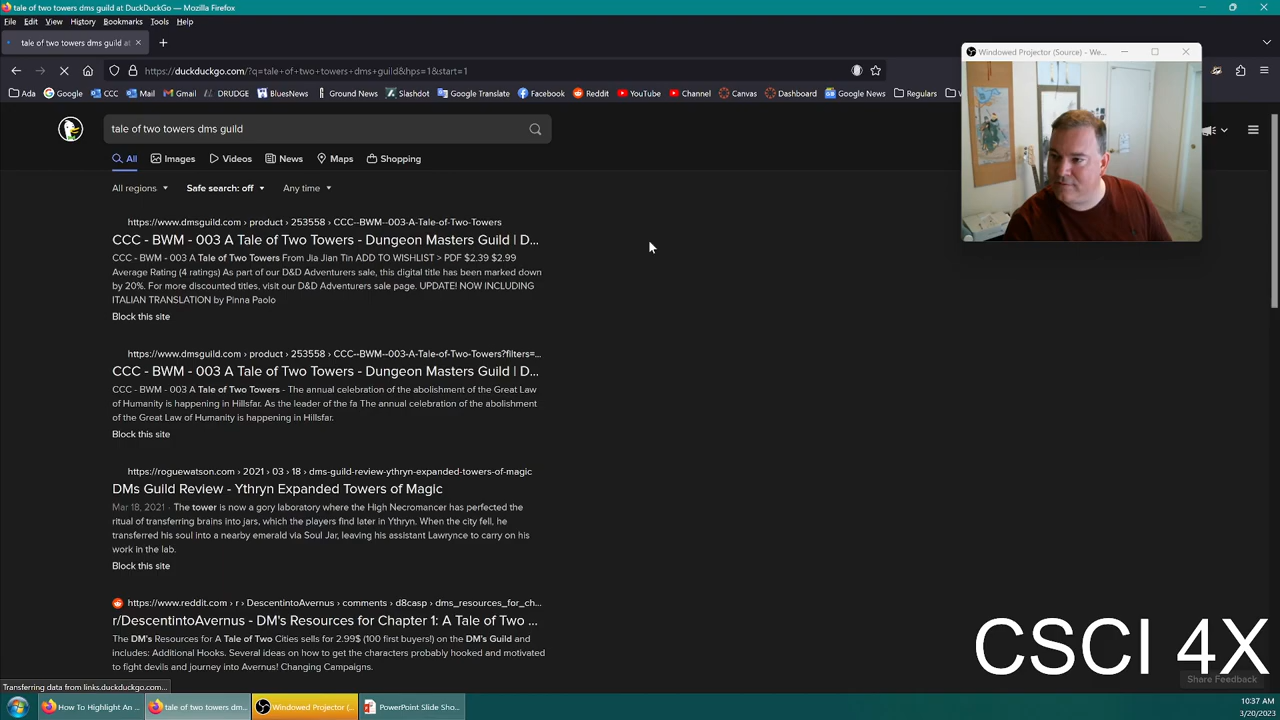 tale of two towers dms guild at DuckDuckGo — Mozilla Firefox
File Edit View History Bookmarks Tools Help
tale of two towers dms guild at
https://duckduckgo.com/?q=tale+of+two+towers+dms+guild&hps=1&start=1
Ada Google CCC Mail Gmail DRUDGE BluesNews Ground News Slashdot Google Translate Facebook Reddit YouTube Channel Canvas Dashboard Google News Regulars
Windowed Projector (Source) - We...
tale of two towers dms guild
All Images Videos News Maps Shopping
All regions Safe search: off Any time
https://www.dmsguild.com › product › 253558 › CCC--BWM--003-A-Tale-of-Two-Towers
CCC - BWM - 003 A Tale of Two Towers - Dungeon Masters Guild | D...
CCC - BWM - 003 A Tale of Two Towers From Jia Jian Tin ADD TO WISHLIST > PDF $2.39 $2.99
Average Rating (4 ratings) As part of our D&D Adventurers sale, this digital title has been marked down
by 20%. For more discounted titles, visit our D&D Adventurers sale page. UPDATE! NOW INCLUDING
ITALIAN TRANSLATION by Pinna Paolo
Block this site
https://www.dmsguild.com › product › 253558 › CCC--BWM--003-A-Tale-of-Two-Towers?filters=...
CCC - BWM - 003 A Tale of Two Towers - Dungeon Masters Guild | D...
CCC - BWM - 003 A Tale of Two Towers - The annual celebration of the abolishment of the Great Law
of Humanity is happening in Hillsfar. As the leader of the fa The annual celebration of the abolishment
of the Great Law of Humanity is happening in Hillsfar.
Block this site
https://roguewatson.com › 2021 › 03 › 18 › dms-guild-review-ythryn-expanded-towers-of-magic
DMs Guild Review - Ythryn Expanded Towers of Magic
Mar 18, 2021 · The tower is now a gory laboratory where the High Necromancer has perfected the
ritual of transferring brains into jars, which the players find later in Ythryn. When the city fell, he
transferred his soul into a nearby emerald via Soul Jar, leaving his assistant Lawrynce to carry on his
work in the lab.
Block this site
https://www.reddit.com › r › DescentintoAvernus › comments › d8casp › dms_resources_for_ch...
r/DescentintoAvernus - DM's Resources for Chapter 1: A Tale of Two ...
The DM's Resources for A Tale of Two Cities sells for 2.99$ (100 first buyers!) on the DM's Guild and
includes: Additional Hooks. Several ideas on how to get the characters probably hooked and motivated
to fight devils and journey into Avernus! Changing Campaigns.
CSCI 4X
Share Feedback
Transferring data from links.duckduckgo.com...
How To Highlight An ... tale of two towers dms... Windowed Projector (... PowerPoint Slide Sho...
10:37 AM
3/20/2023